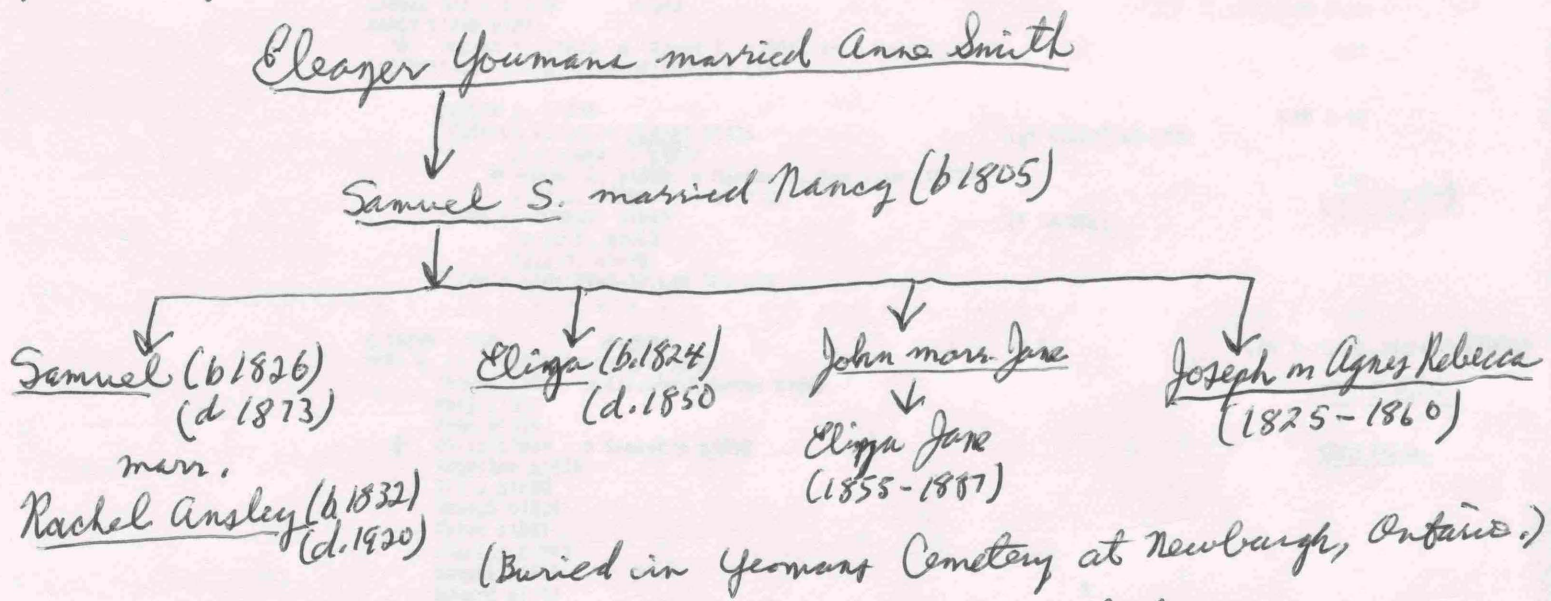 Eleazer Youmans married Anne Smith
Samuel S. married Nancy (b1805)
Samuel (b1826)
(d 1873)
marr.
Rachel Ansley (b.1832)
(d.1920)
Eliza (b.1824)
(d.1850
John marr. Jane
Eliza Jane
(1855-1887)
Joseph m Agnes Rebecca
(1825-1860)
(Buried in Yeomans Cemetery at Newburgh, Ontario.)